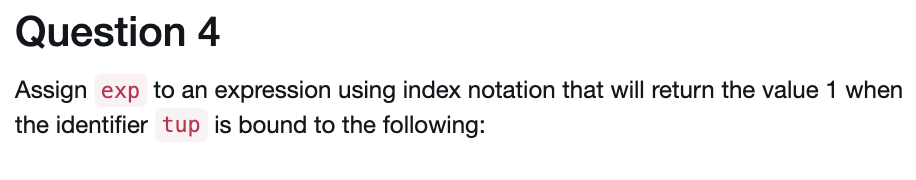 Question 4
Assign exp to an expression using index notation that will return the value 1 when
the identifier tup is bound to the following: